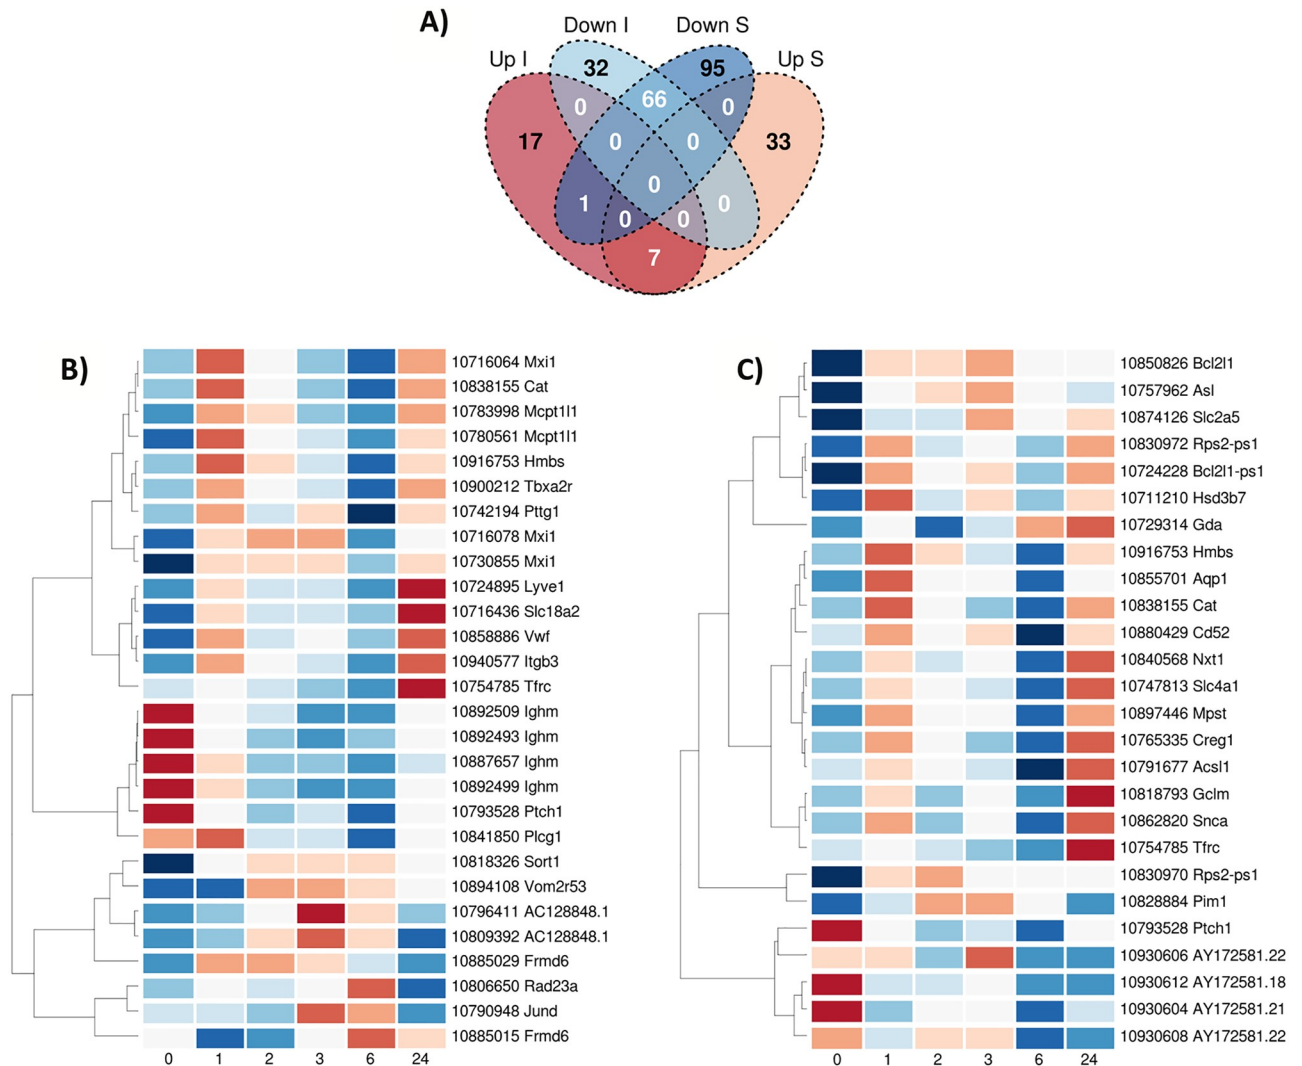 A)
Down I
Down S
Up I
Up S
32
95
0
66
0
17
0
0
33
0
1
0
0
0
7
B)
10716064 Mxi1
10838155 Cat
10783998 Mcpt1l1
10780561 Mcpt1l1
10916753 Hmbs
10900212 Tbxa2r
10742194 Pttg1
10716078 Mxi1
10730855 Mxi1
10724895 Lyve1
10716436 Slc18a2
10858886 Vwf
10940577 Itgb3
10754785 Tfrc
10892509 Ighm
10892493 Ighm
10887657 Ighm
10892499 Ighm
10793528 Ptch1
10841850 Plcg1
10818326 Sort1
10894108 Vom2r53
10796411 AC128848.1
10809392 AC128848.1
10885029 Frmd6
10806650 Rad23a
10790948 Jund
10885015 Frmd6
0 1 2 3 6 24
C)
10850826 Bcl2l1
10757962 Asl
10874126 Slc2a5
10830972 Rps2-ps1
10724228 Bcl2l1-ps1
10711210 Hsd3b7
10729314 Gda
10916753 Hmbs
10855701 Aqp1
10838155 Cat
10880429 Cd52
10840568 Nxt1
10747813 Slc4a1
10897446 Mpst
10765335 Creg1
10791677 Acsl1
10818793 Gclm
10862820 Snca
10754785 Tfrc
10830970 Rps2-ps1
10828884 Pim1
10793528 Ptch1
10930606 AY172581.22
10930612 AY172581.18
10930604 AY172581.21
10930608 AY172581.22
0 1 2 3 6 24